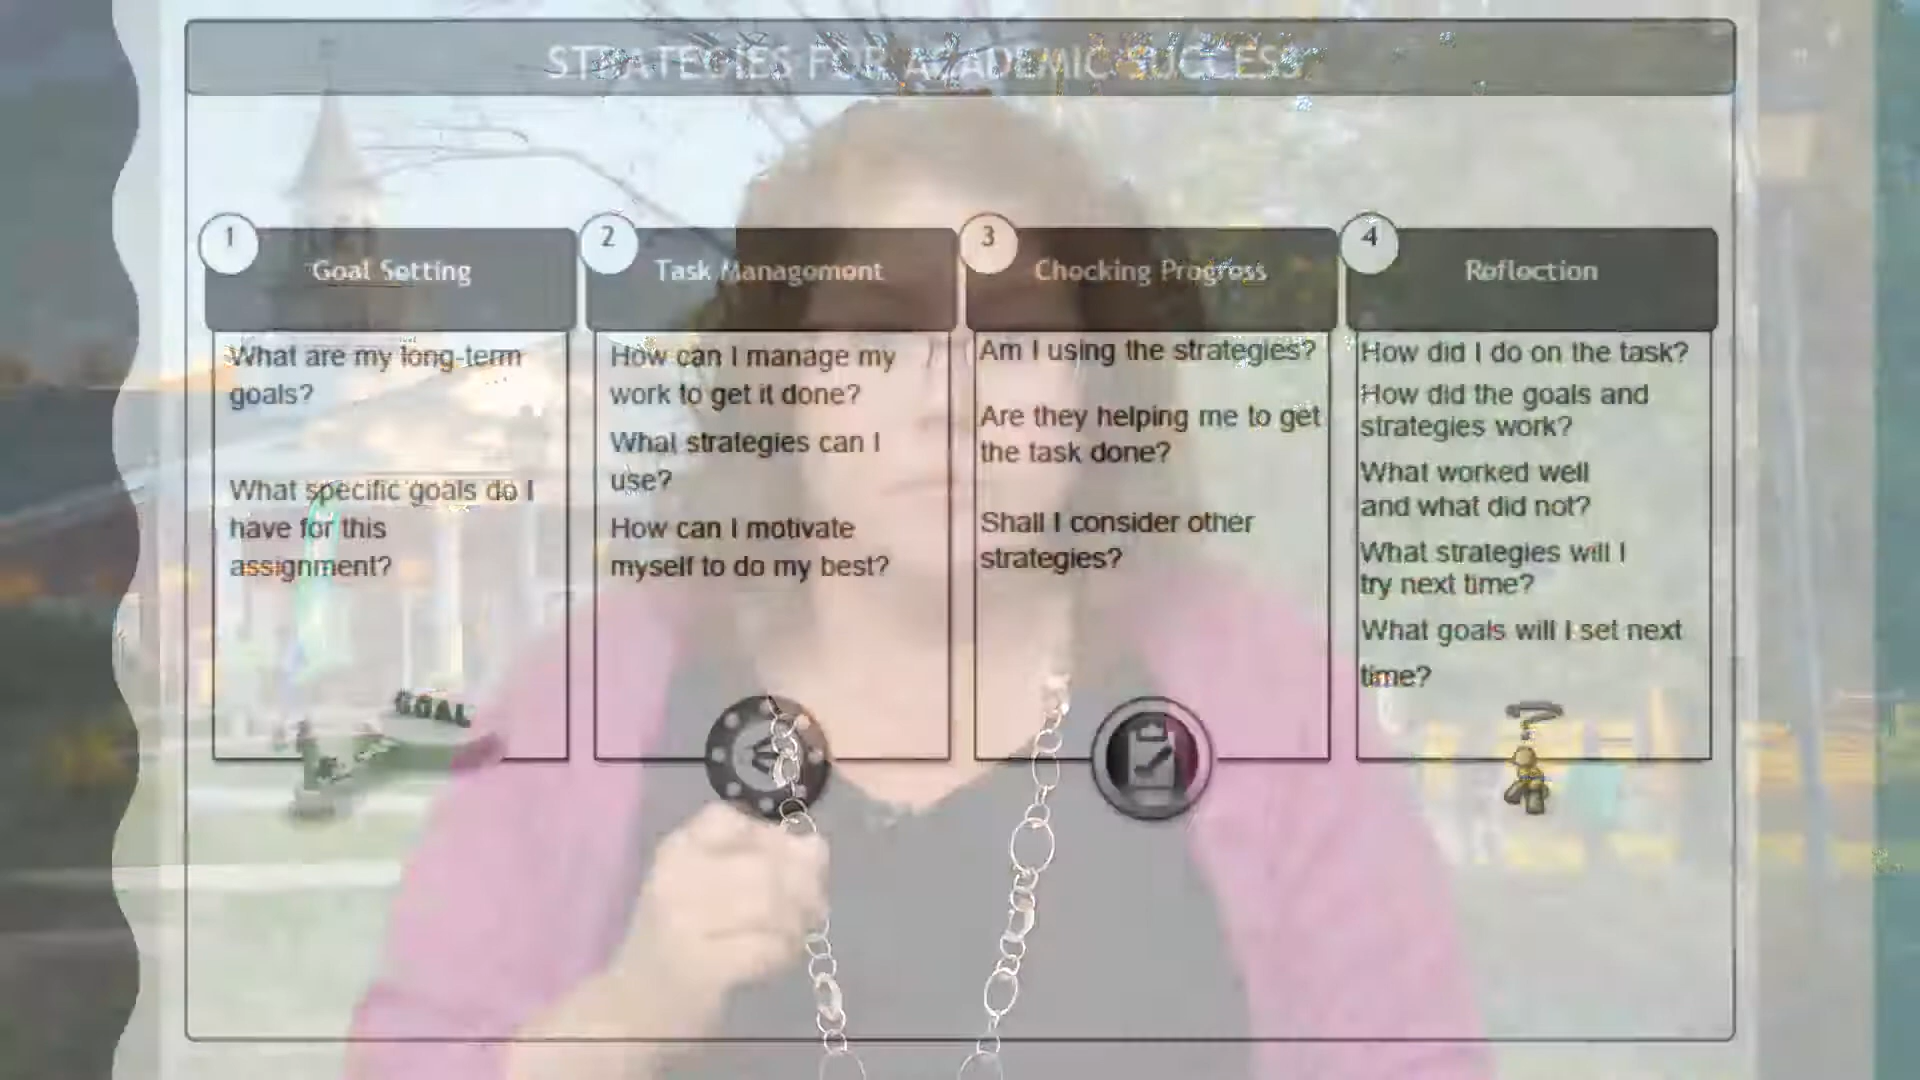 STRATEGIES FOR ACADEMIC SUCCESS
1
Goal Setting
What are my long-term
goals?
What specific goals do I
have for this
assignment?
GOAL
2
Task Management
How can I manage my
work to get it done?
What strategies can I
use?
How can I motivate
myself to do my best?
3
Checking Progress
Am I using the strategies?
Are they helping me to get
the task done?
Shall I consider other
strategies?
4
Reflection
How did I do on the task?
How did the goals and
strategies work?
What worked well
and what did not?
What strategies will I
try next time?
What goals will I set next
time?